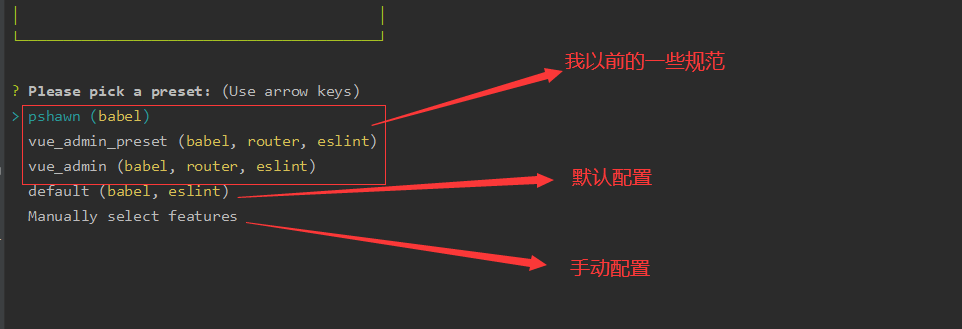 ? Please pick a preset: (Use arrow keys)
> pshawn (babel)
vue_admin_preset (babel, router, eslint)
vue_admin (babel, router, eslint)
default (babel, eslint)
Manually select features
我以前的一些规范
默认配置
手动配置